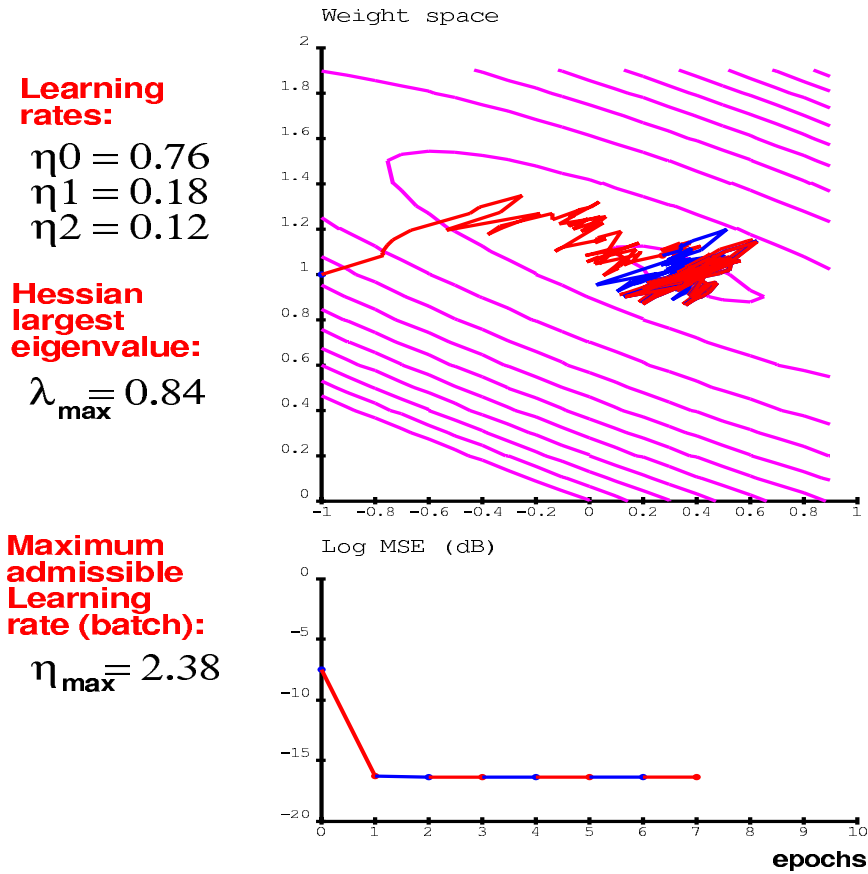 Weight space
Learning
rates:
η0 = 0.76
η1 = 0.18
η2 = 0.12
Hessian
largest
eigenvalue:
λmax= 0.84
2
1.8
1.6
1.4
1.2
1
0.8
0.6
0.4
0.2
0
-1 -0.8 -0.6 -0.4 -0.2 0 0.2 0.4 0.6 0.8 1
Maximum
admissible
Learning
rate (batch):
ηmax= 2.38
Log MSE (dB)
0
-5
-10
-15
-20
0 1 2 3 4 5 6 7 8 9 10
epochs